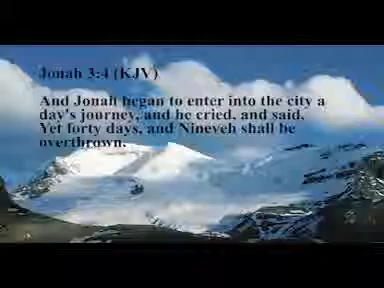 Jonah 3:4 (KJV)
And Jonah began to enter into the city a
day's journey, and he cried, and said,
Yet forty days, and Nineveh shall be
overthrown.